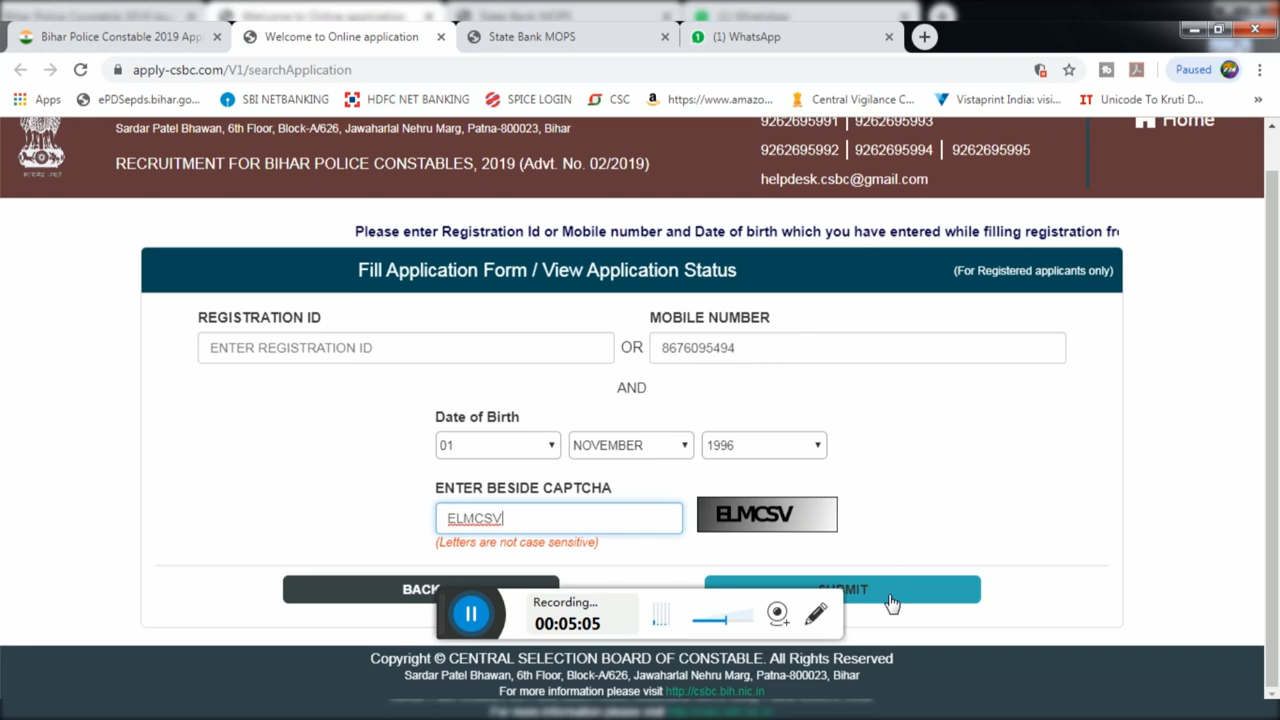 Bihar Police Constable 2019 App
Welcome to Online application
State Bank MOPS
(1) WhatsApp
apply-csbc.com/V1/searchApplication
Paused
Apps
ePDSepds.bihar.go...
SBI NETBANKING
HDFC NET BANKING
SPICE LOGIN
CSC
https://www.amazo...
Central Vigilance C...
Vistaprint India: visi...
Unicode To Kruti D...
»
Sardar Patel Bhawan, 6th Floor, Block-A/626, Jawaharlal Nehru Marg, Patna-800023, Bihar
9262695991 | 9262695993
Home
RECRUITMENT FOR BIHAR POLICE CONSTABLES, 2019 (Advt. No. 02/2019)
9262695992 | 9262695994 | 9262695995
helpdesk.csbc@gmail.com
Please enter Registration Id or Mobile number and Date of birth which you have entered while filling registration fr
Fill Application Form / View Application Status
(For Registered applicants only)
REGISTRATION ID
MOBILE NUMBER
ENTER REGISTRATION ID
OR
8676095494
AND
Date of Birth
01
NOVEMBER
1996
ENTER BESIDE CAPTCHA
ELMCSV
ELMCSV
(Letters are not case sensitive)
BACK
SUBMIT
Recording...
00:05:05
Copyright © CENTRAL SELECTION BOARD OF CONSTABLE. All Rights Reserved
Sardar Patel Bhawan, 6th Floor, Block-A/626, Jawaharlal Nehru Marg, Patna-800023, Bihar
For more information please visit http://csbc.bih.nic.in